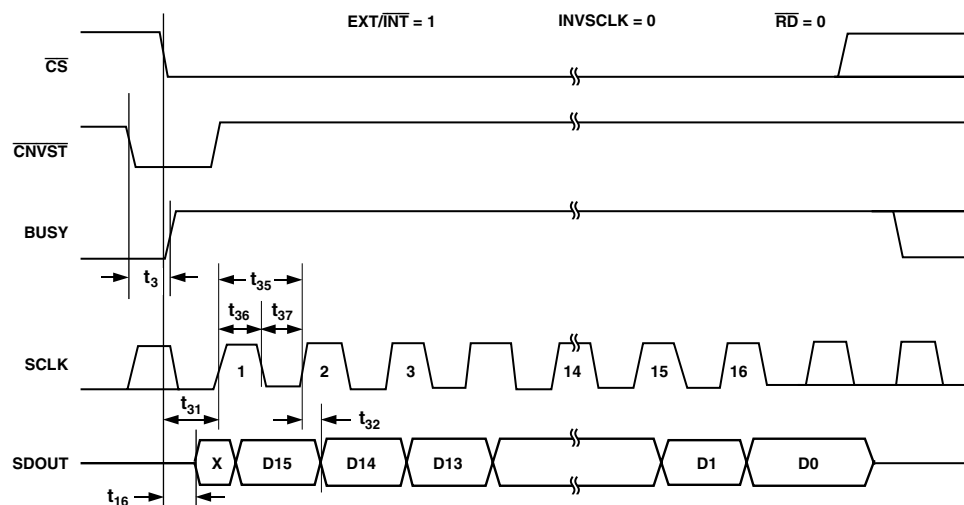 EXT/INT = 1 INVSCLK = 0 RD = 0
CS
CNVST
BUSY
t3
t35
t36 t37
SCLK 1 2 3 14 15 16
t31
t32
SDOUT X D15 D14 D13 D1 D0
t16